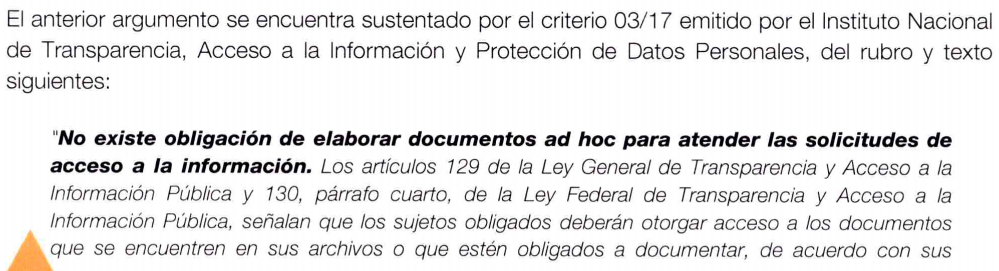 El anterior argumento se encuentra sustentado por el criterio 03/17 emitido por el Instituto Nacional
de Transparencia, Acceso a la Información y Protección de Datos Personales, del rubro y texto
siguientes:
"No existe obligación de elaborar documentos ad hoc para atender las solicitudes de
acceso a la información. Los artículos 129 de la Ley General de Transparencia y Acceso a la
Información Pública y 130, párrafo cuarto, de la Ley Federal de Transparencia y Acceso a la
Información Pública, señalan que los sujetos obligados deberán otorgar acceso a los documentos
que se encuentren en sus archivos o que estén obligados a documentar, de acuerdo con sus